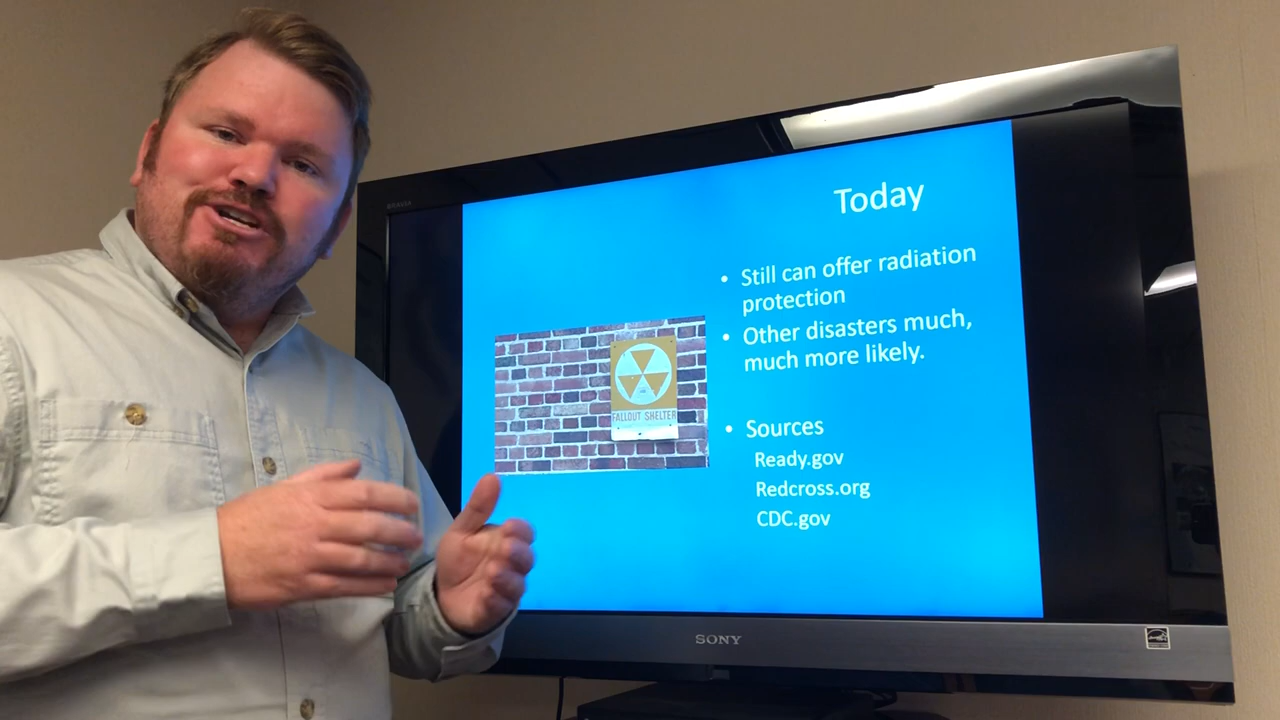 BRAVIA
Today
• Still can offer radiation
protection
• Other disasters much,
much more likely.
FALLOUT SHELTER
• Sources
Ready.gov
Redcross.org
CDC.gov
SONY